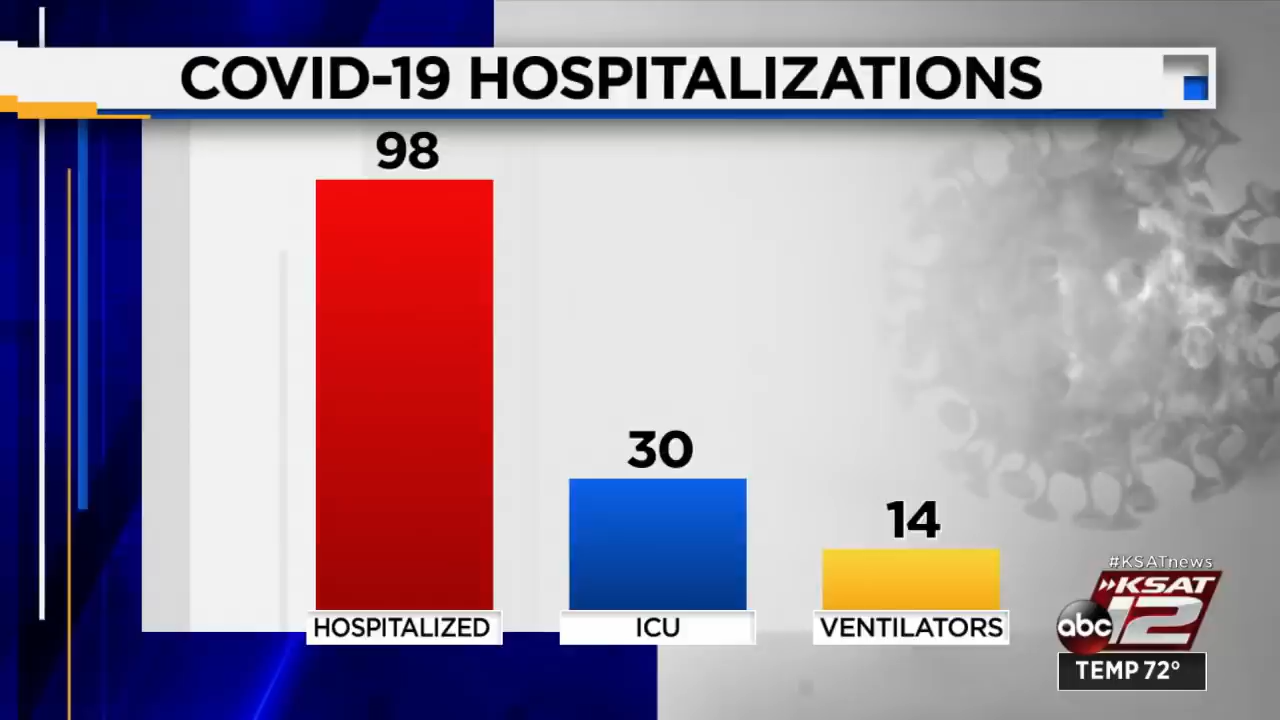 COVID-19 HOSPITALIZATIONS
98
30
14
HOSPITALIZED
ICU
VENTILATORS
#KSATnews
KSAT
abc 12
TEMP 72°